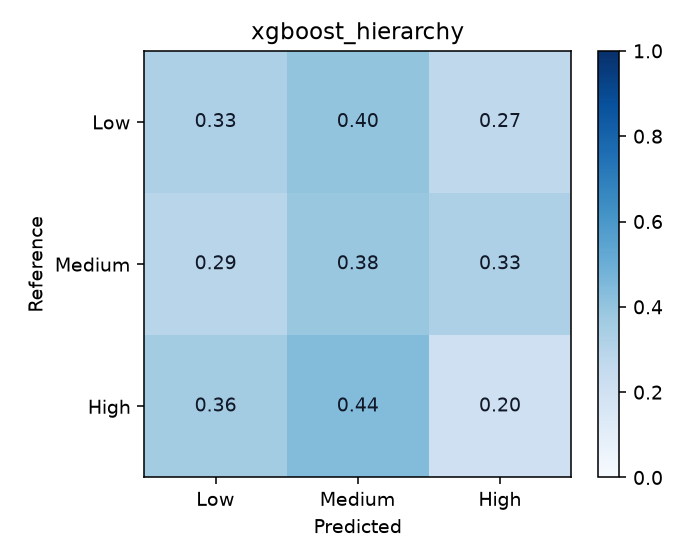 xgboost_hierarchy
Reference
Low 0.33 0.40 0.27
Medium 0.29 0.38 0.33
High 0.36 0.44 0.20
Low Medium High
Predicted
1.0
0.8
0.6
0.4
0.2
0.0